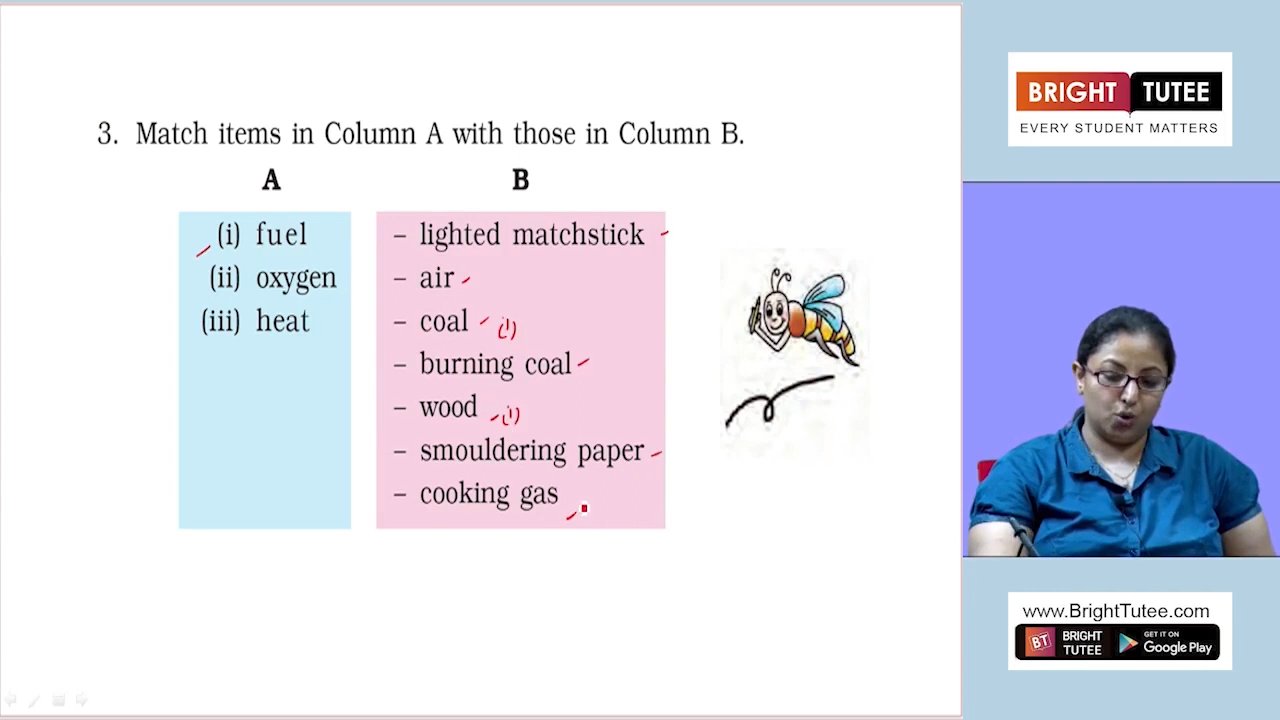 3. Match items in Column A with those in Column B.
A
B
(i) fuel
(ii) oxygen
(iii) heat
– lighted matchstick
– air
– coal (i)
– burning coal
– wood (i)
– smouldering paper
– cooking gas
BRIGHT TUTEE
EVERY STUDENT MATTERS
www.BrightTutee.com
BT BRIGHT TUTEE
GET IT ON
Google Play